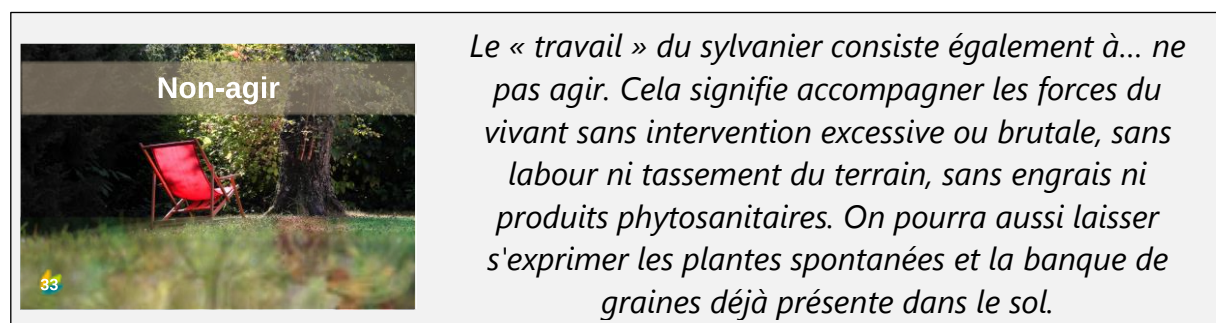 Non-agir
33
Le « travail » du sylvanier consiste également à... ne
pas agir. Cela signifie accompagner les forces du
vivant sans intervention excessive ou brutale, sans
labour ni tassement du terrain, sans engrais ni
produits phytosanitaires. On pourra aussi laisser
s'exprimer les plantes spontanées et la banque de
graines déjà présente dans le sol.